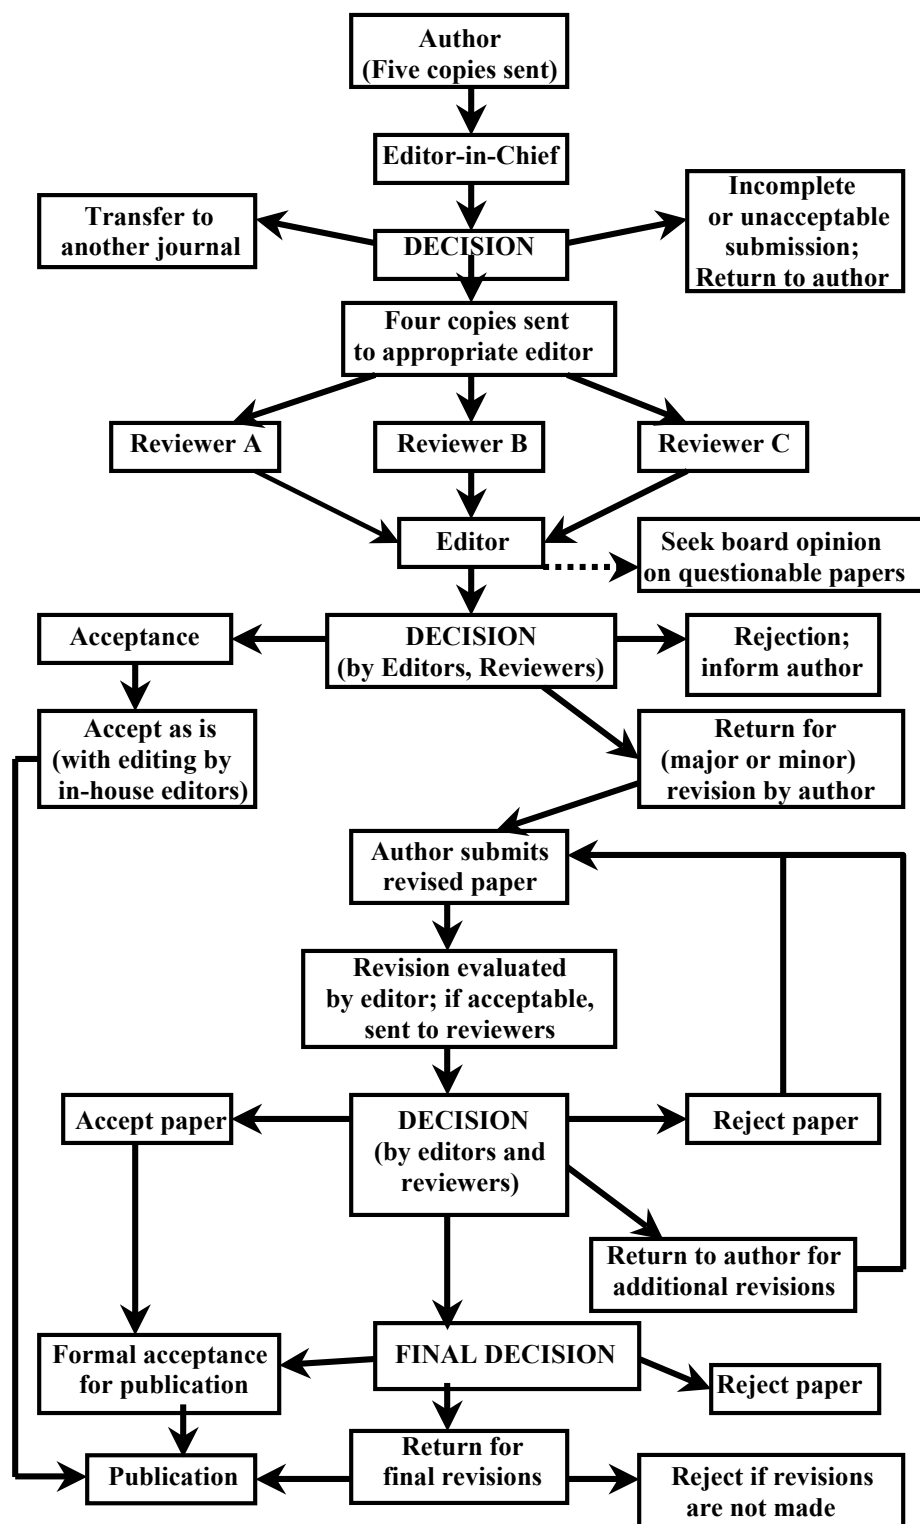 Author
(Five copies sent)
Editor-in-Chief
Transfer to
another journal
DECISION
Incomplete
or unacceptable
submission;
Return to author
Four copies sent
to appropriate editor
Reviewer A
Reviewer B
Reviewer C
Editor
Seek board opinion
on questionable papers
Acceptance
DECISION
(by Editors, Reviewers)
Rejection;
inform author
Accept as is
(with editing by
in-house editors)
Return for
(major or minor)
revision by author
Author submits
revised paper
Revision evaluated
by editor; if acceptable,
sent to reviewers
Accept paper
DECISION
(by editors and
reviewers)
Reject paper
Return to author for
additional revisions
Formal acceptance
for publication
FINAL DECISION
Reject paper
Publication
Return for
final revisions
Reject if revisions
are not made